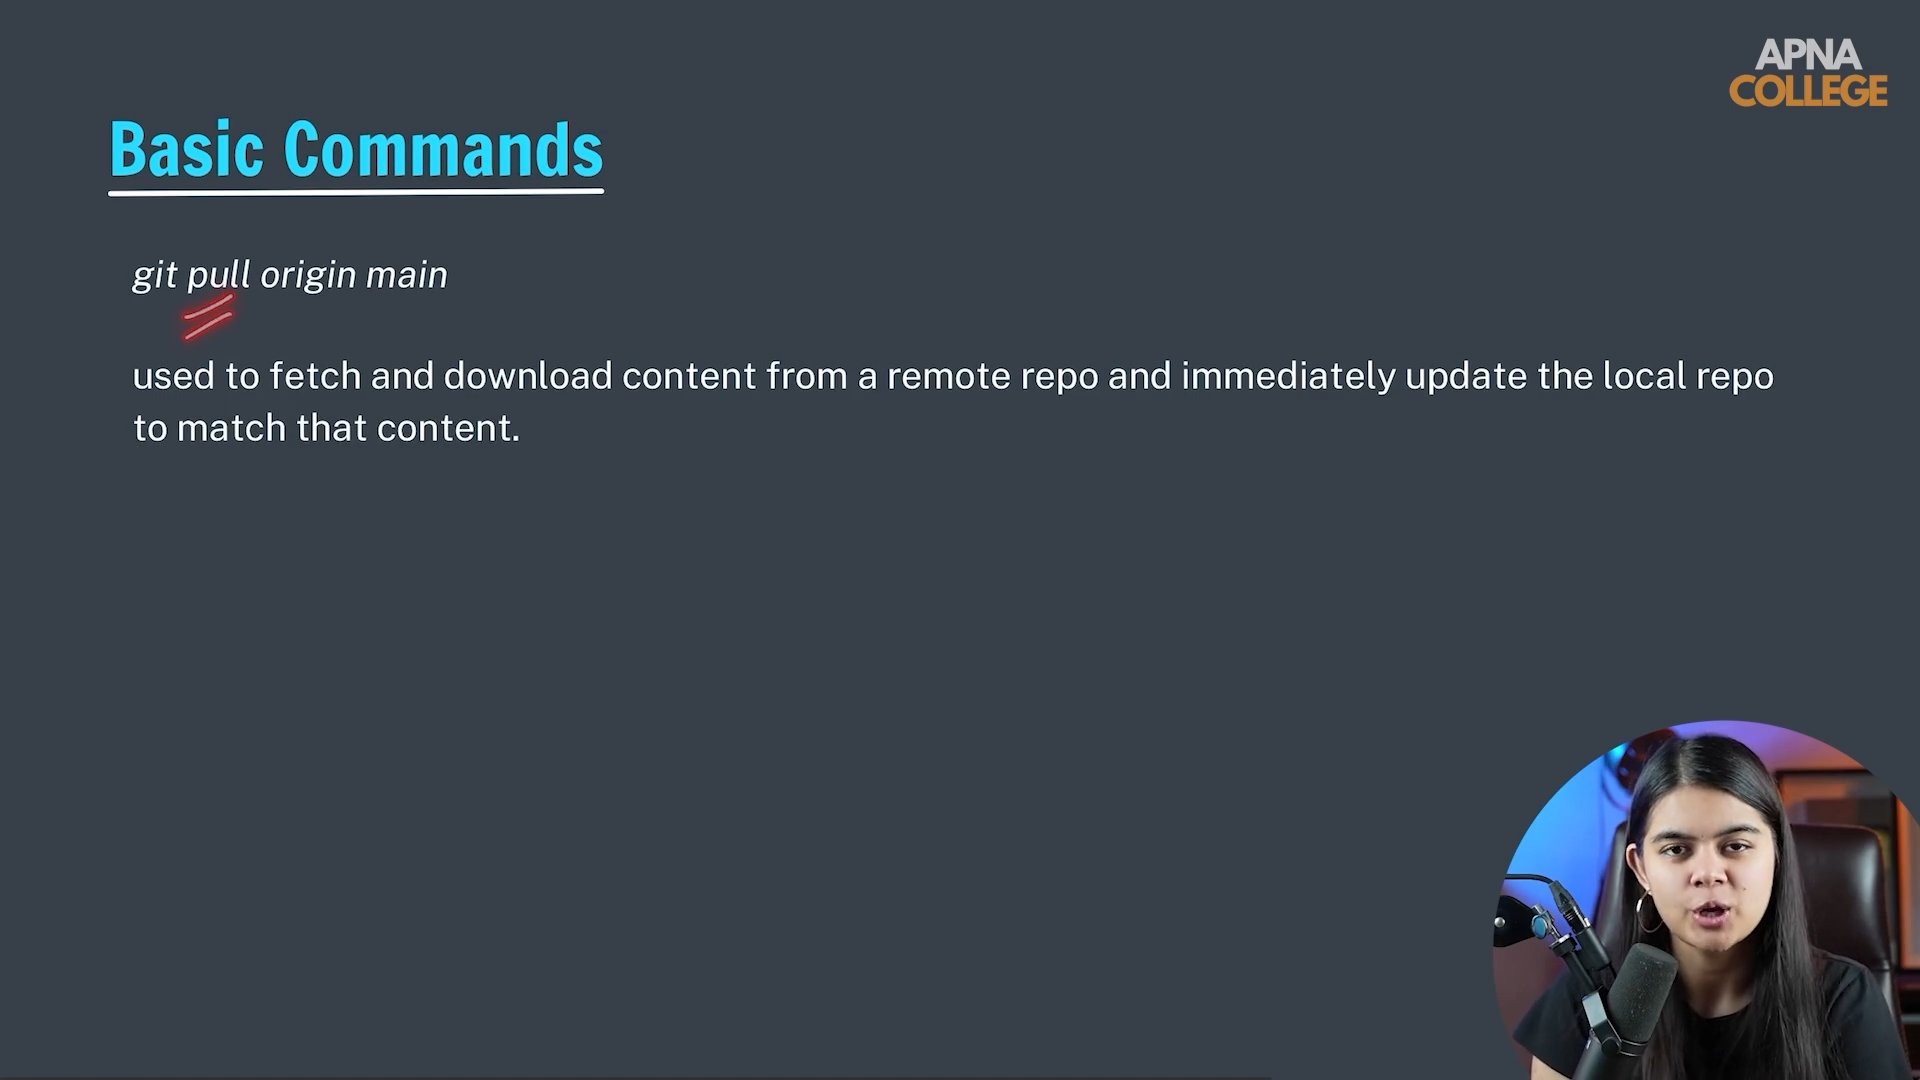 APNA
COLLEGE
Basic Commands
git pull origin main
used to fetch and download content from a remote repo and immediately update the local repo
to match that content.